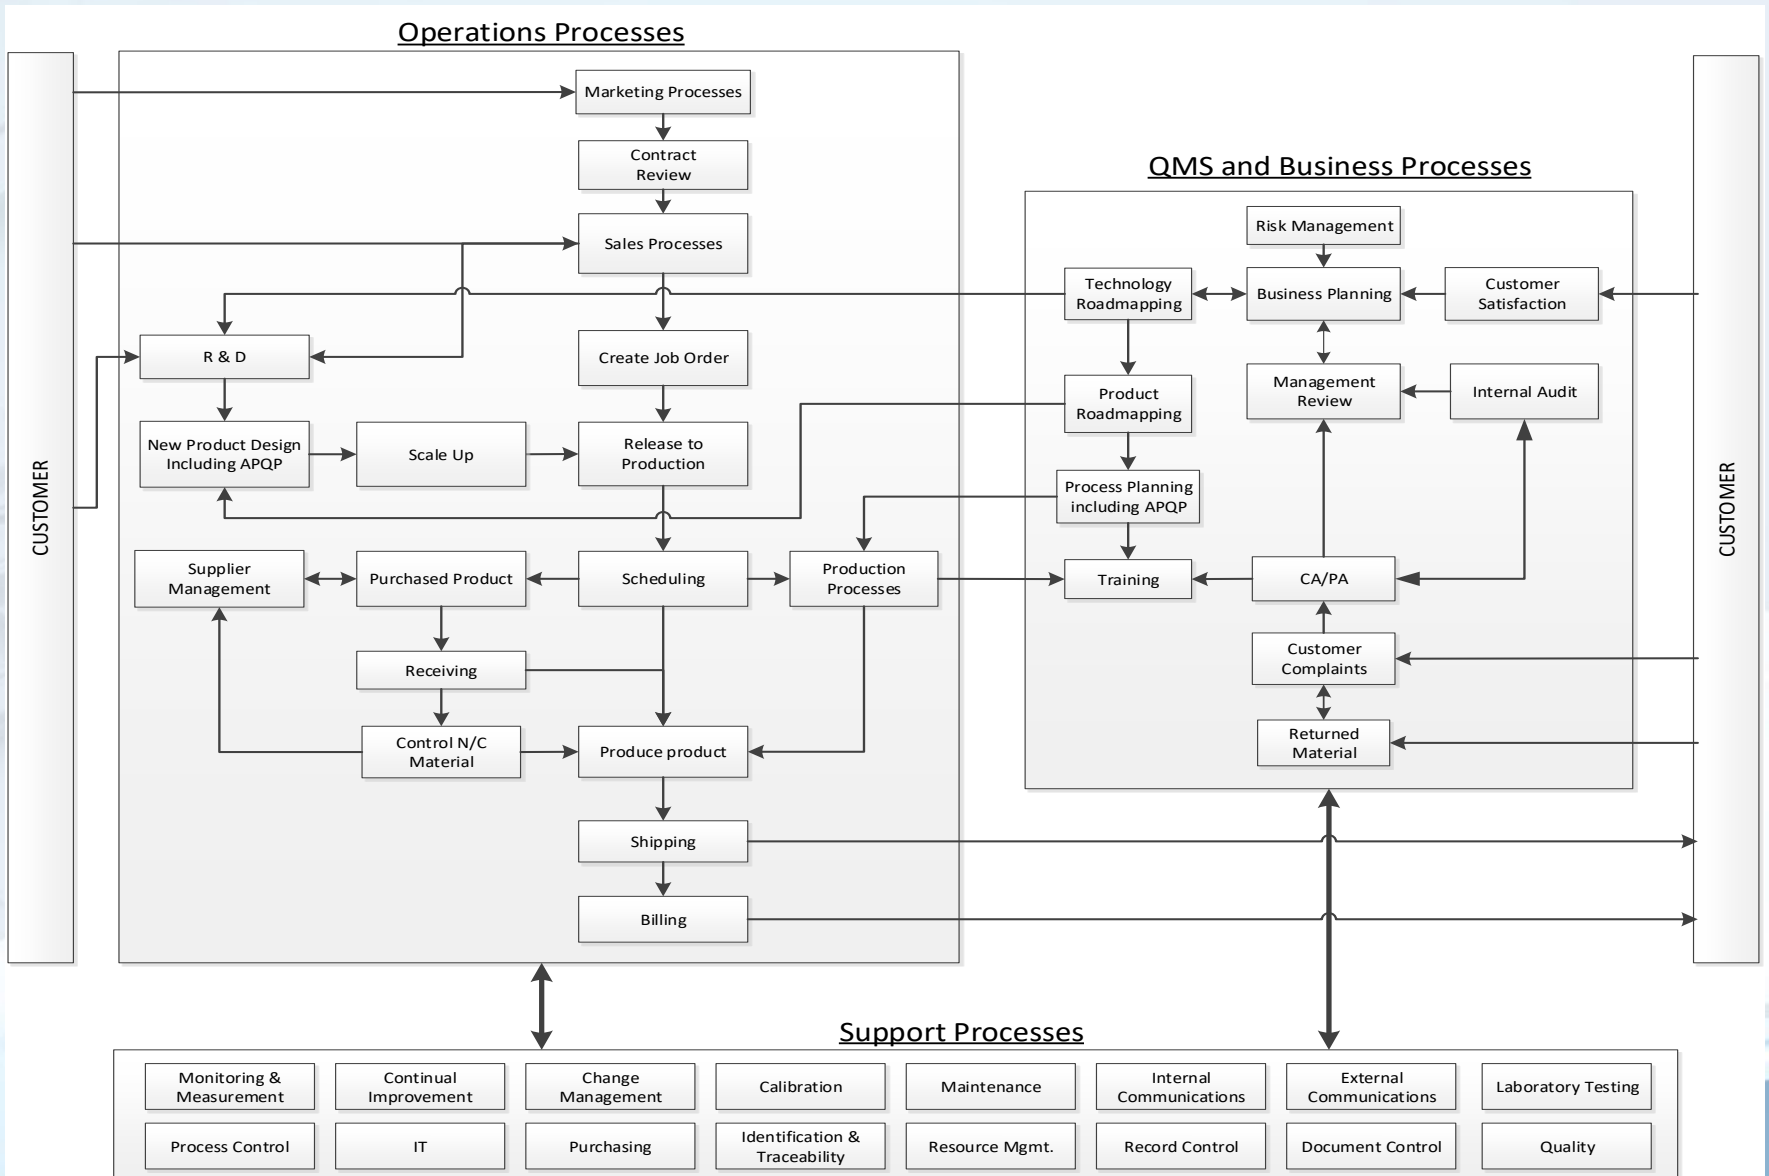 Operations Processes
CUSTOMER
Marketing Processes
Contract
Review
Sales Processes
R & D
Create Job Order
New Product Design
Including APQP
Scale Up
Release to
Production
Supplier
Management
Purchased Product
Scheduling
Production
Processes
Receiving
Control N/C
Material
Produce product
Shipping
Billing
QMS and Business Processes
Risk Management
Technology
Roadmapping
Business Planning
Customer
Satisfaction
Product
Roadmapping
Management
Review
Internal Audit
Process Planning
including APQP
Training
CA/PA
Customer
Complaints
Returned
Material
CUSTOMER
Support Processes
Monitoring &
Measurement
Continual
Improvement
Change
Management
Calibration
Maintenance
Internal
Communications
External
Communications
Laboratory Testing
Process Control
IT
Purchasing
Identification &
Traceability
Resource Mgmt.
Record Control
Document Control
Quality